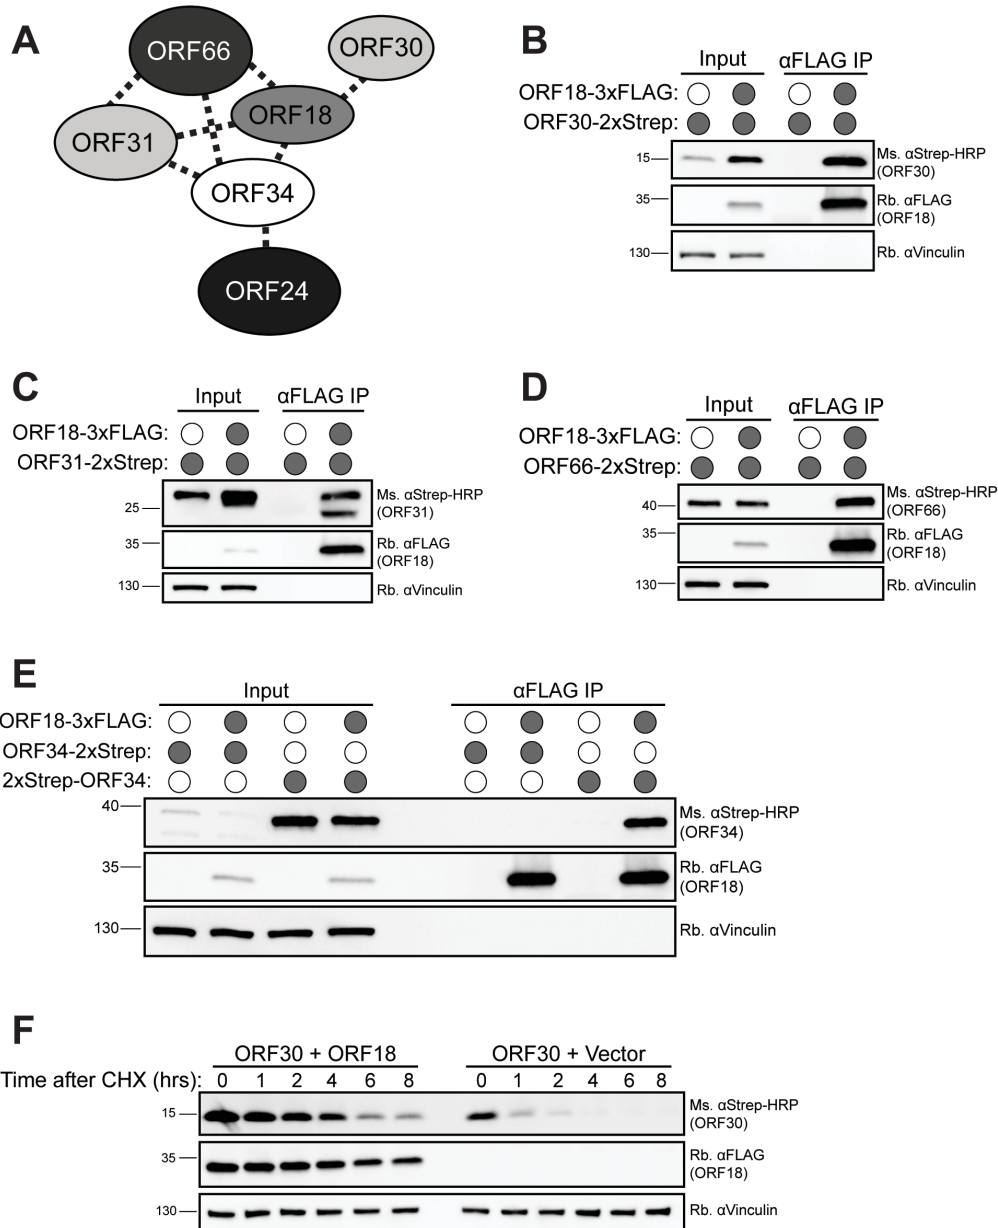 A
ORF66
ORF30
ORF18
ORF31
ORF34
ORF24
B
Input αFLAG IP
ORF18-3xFLAG:
ORF30-2xStrep:
15
Ms. αStrep-HRP
(ORF30)
35
Rb. αFLAG
(ORF18)
130
Rb. αVinculin
C
Input αFLAG IP
ORF18-3xFLAG:
ORF31-2xStrep:
25
Ms. αStrep-HRP
(ORF31)
35
Rb. αFLAG
(ORF18)
130
Rb. αVinculin
D
Input αFLAG IP
ORF18-3xFLAG:
ORF66-2xStrep:
40
Ms. αStrep-HRP
(ORF66)
35
Rb. αFLAG
(ORF18)
130
Rb. αVinculin
E
Input αFLAG IP
ORF18-3xFLAG:
ORF34-2xStrep:
2xStrep-ORF34:
40
Ms. αStrep-HRP
(ORF34)
35
Rb. αFLAG
(ORF18)
130
Rb. αVinculin
F
ORF30 + ORF18 ORF30 + Vector
Time after CHX (hrs): 0 1 2 4 6 8 0 1 2 4 6 8
15
Ms. αStrep-HRP
(ORF30)
35
Rb. αFLAG
(ORF18)
130
Rb. αVinculin